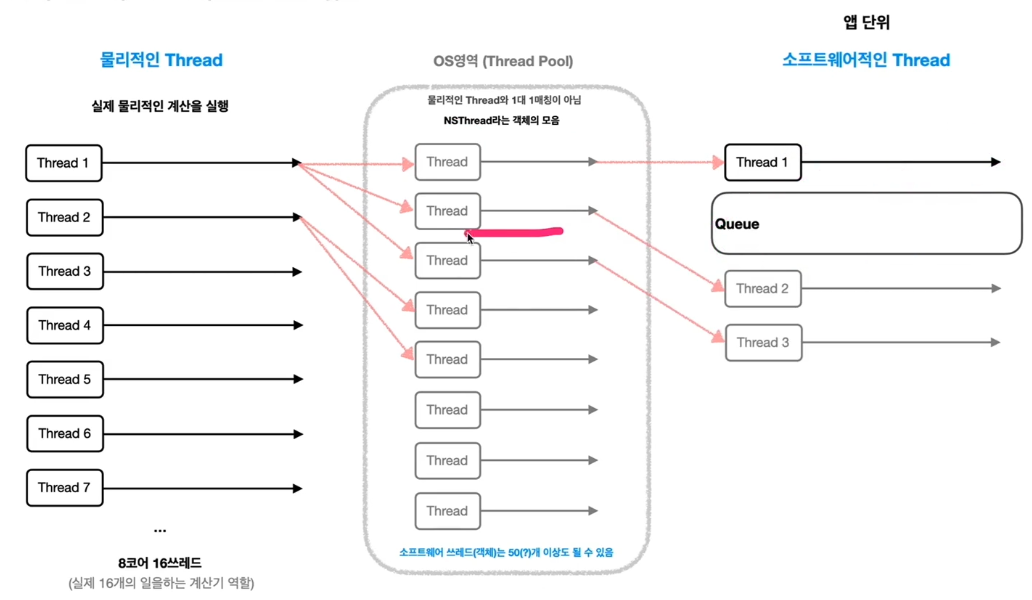 앱 단위
물리적인 Thread
OS영역 (Thread Pool)
소프트웨어적인 Thread
실제 물리적인 계산을 실행
물리적인 Thread와 1대 1매칭이 아님
NSThread라는 객체의 모음
Thread 1
Thread 2
Thread 3
Thread 4
Thread 5
Thread 6
Thread 7
...
8코어 16쓰레드
(실제 16개의 일을하는 계산기 역할)
Thread
Thread
Thread
Thread
Thread
Thread
Thread
Thread
소프트웨어 쓰레드(객체)는 50(?)개 이상도 될 수 있음
Thread 1
Queue
Thread 2
Thread 3